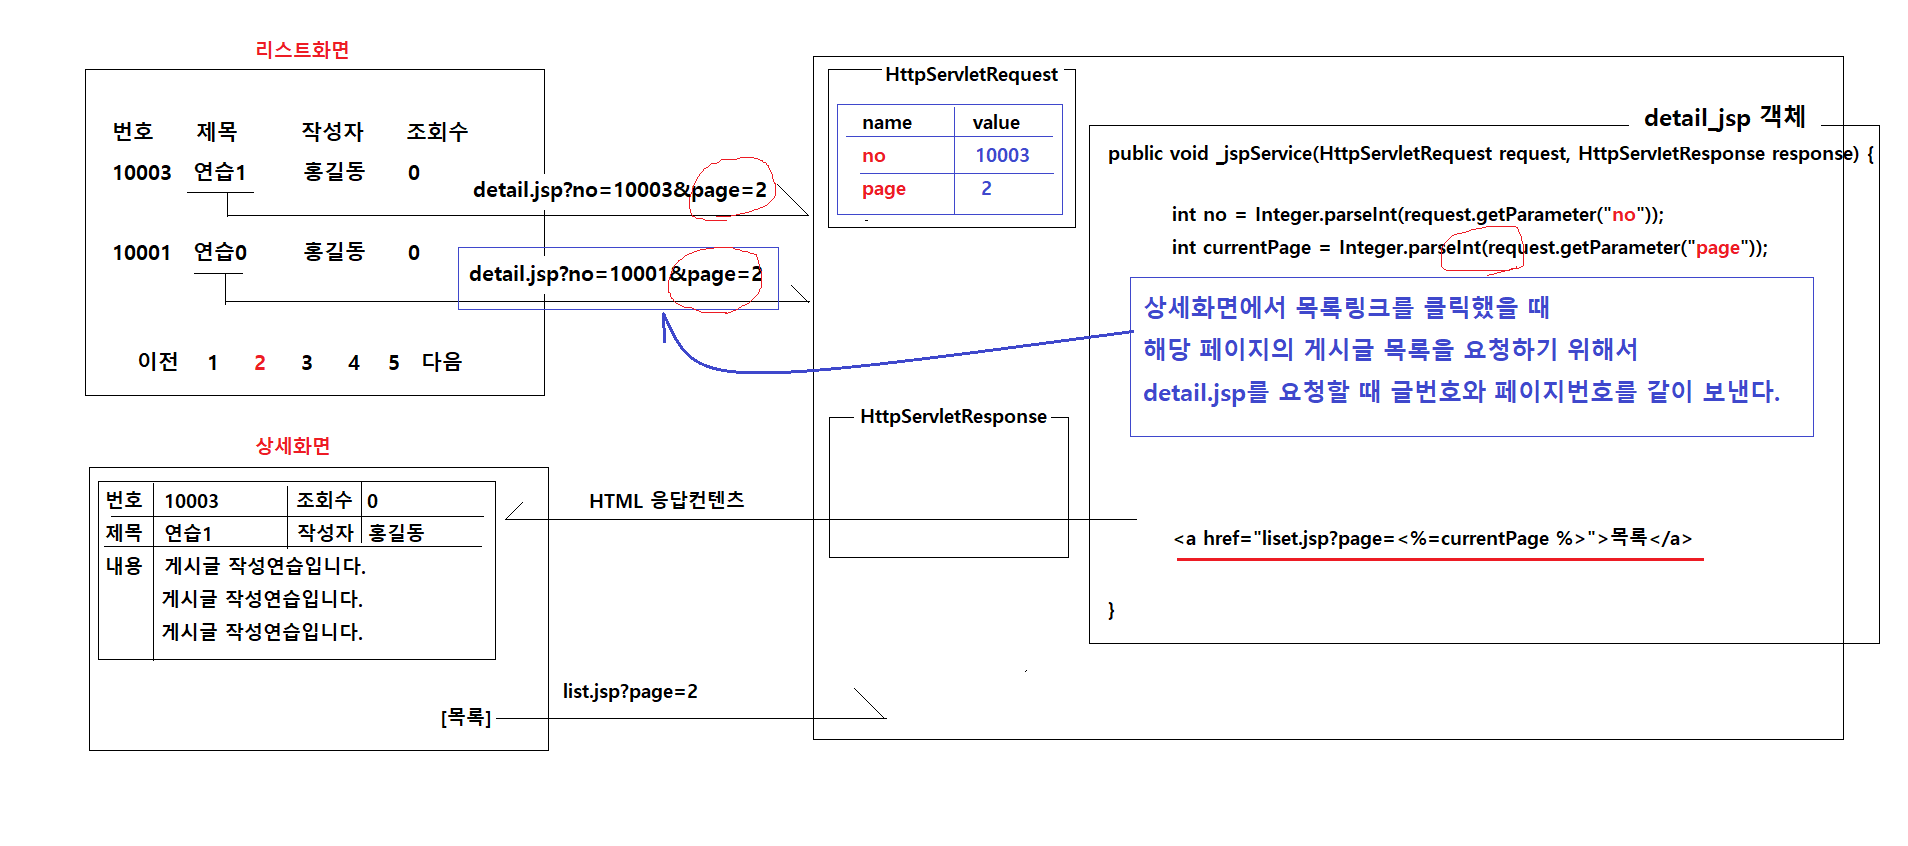 리스트화면
번호 제목 작성자 조회수
10003 연습1 홍길동 0
detail.jsp?no=10003&page=2
10001 연습0 홍길동 0
detail.jsp?no=10001&page=2
이전 1 2 3 4 5 다음
상세화면
번호 10003 조회수 0
제목 연습1 작성자 홍길동
내용 게시글 작성연습입니다.
게시글 작성연습입니다.
게시글 작성연습입니다.
[목록]
list.jsp?page=2
HTML 응답컨텐츠
HttpServletRequest
name value
no 10003
page 2
HttpServletResponse
detail_jsp 객체
public void _jspService(HttpServletRequest request, HttpServletResponse response) {
int no = Integer.parseInt(request.getParameter("no"));
int currentPage = Integer.parseInt(request.getParameter("page"));
상세화면에서 목록링크를 클릭했을 때
해당 페이지의 게시글 목록을 요청하기 위해서
detail.jsp를 요청할 때 글번호와 페이지번호를 같이 보낸다.
<a href="liset.jsp?page=<%=currentPage %>">목록</a>
}